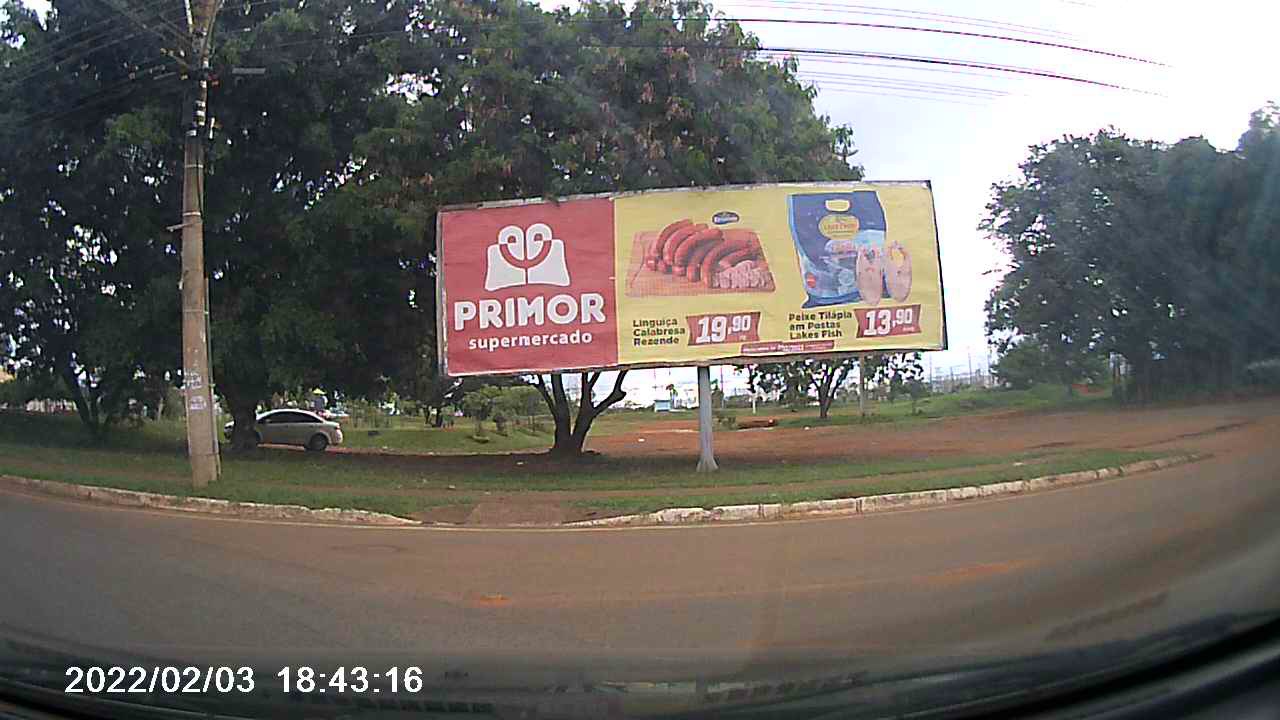 PRIMOR
supermercado
Linguiça
Calabresa
Rezende
19,90
Peixe Tilápia
em Postas
Lakes Fish
13,90
2022/02/03 18:43:16